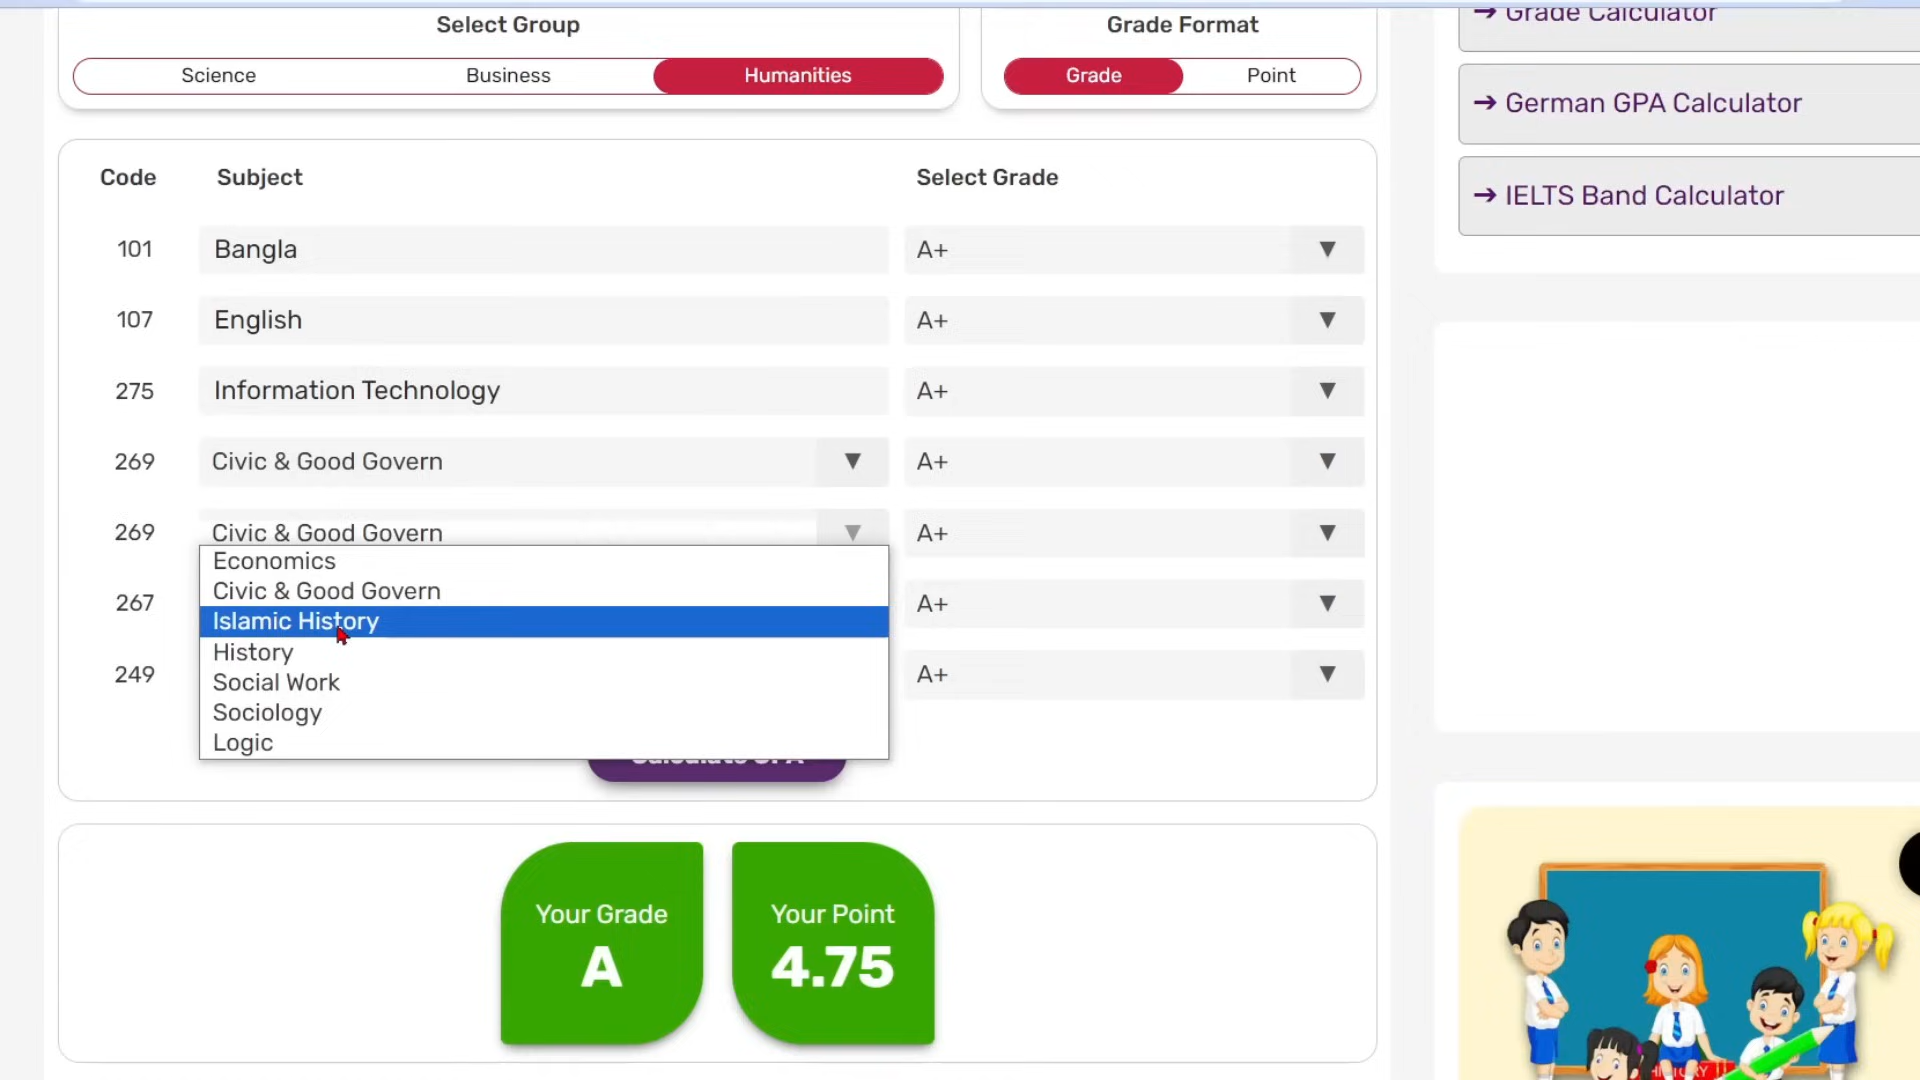 Select Group
Grade Format
Science
Business
Humanities
Grade
Point
→ Grade Calculator
→ German GPA Calculator
→ IELTS Band Calculator
Code
Subject
Select Grade
101
Bangla
A+
107
English
A+
275
Information Technology
A+
269
Civic & Good Govern
A+
269
Civic & Good Govern
A+
Economics
Civic & Good Govern
267
A+
Islamic History
History
249
A+
Social Work
Sociology
Logic
Calculate GPA
Your Grade
A
Your Point
4.75